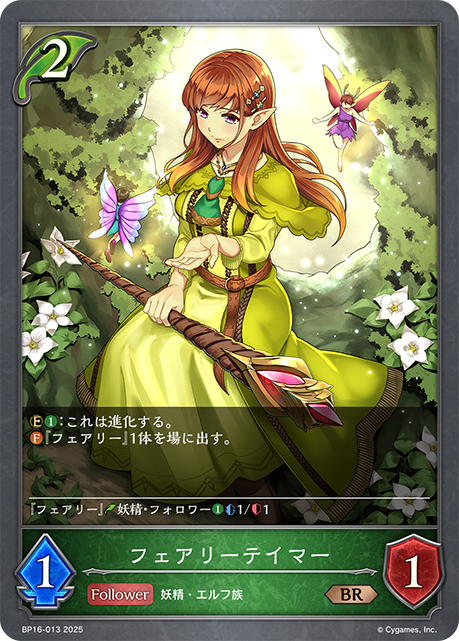 2
E 1：これは進化する。
F 『フェアリー』1体を場に出す。
『フェアリー』妖精・フォロワー 1 1/1
フェアリーテイマー
1
1
Follower 妖精・エルフ族 BR
BP16-013 2025 © Cygames, Inc.